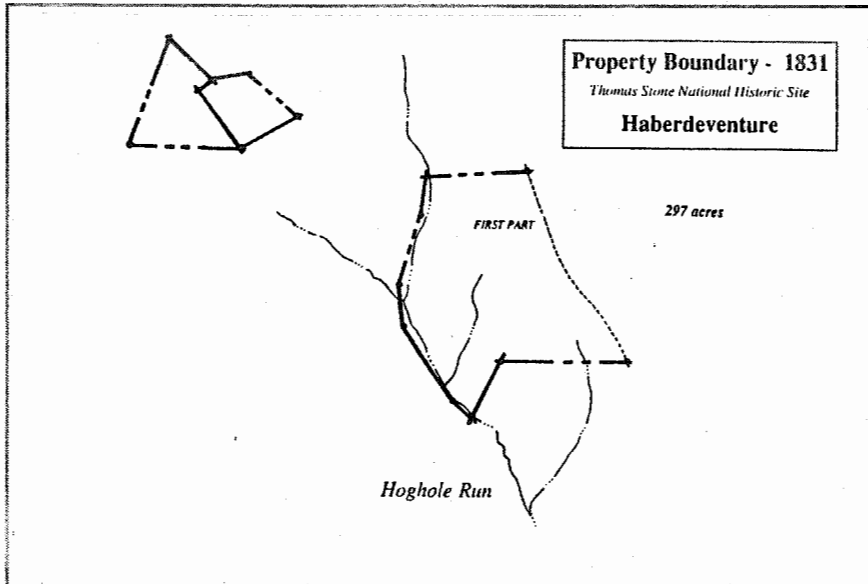 Property Boundary - 1831
Thomas Stone National Historic Site
Haberdeventure
297 acres
FIRST PART
Hoghole Run